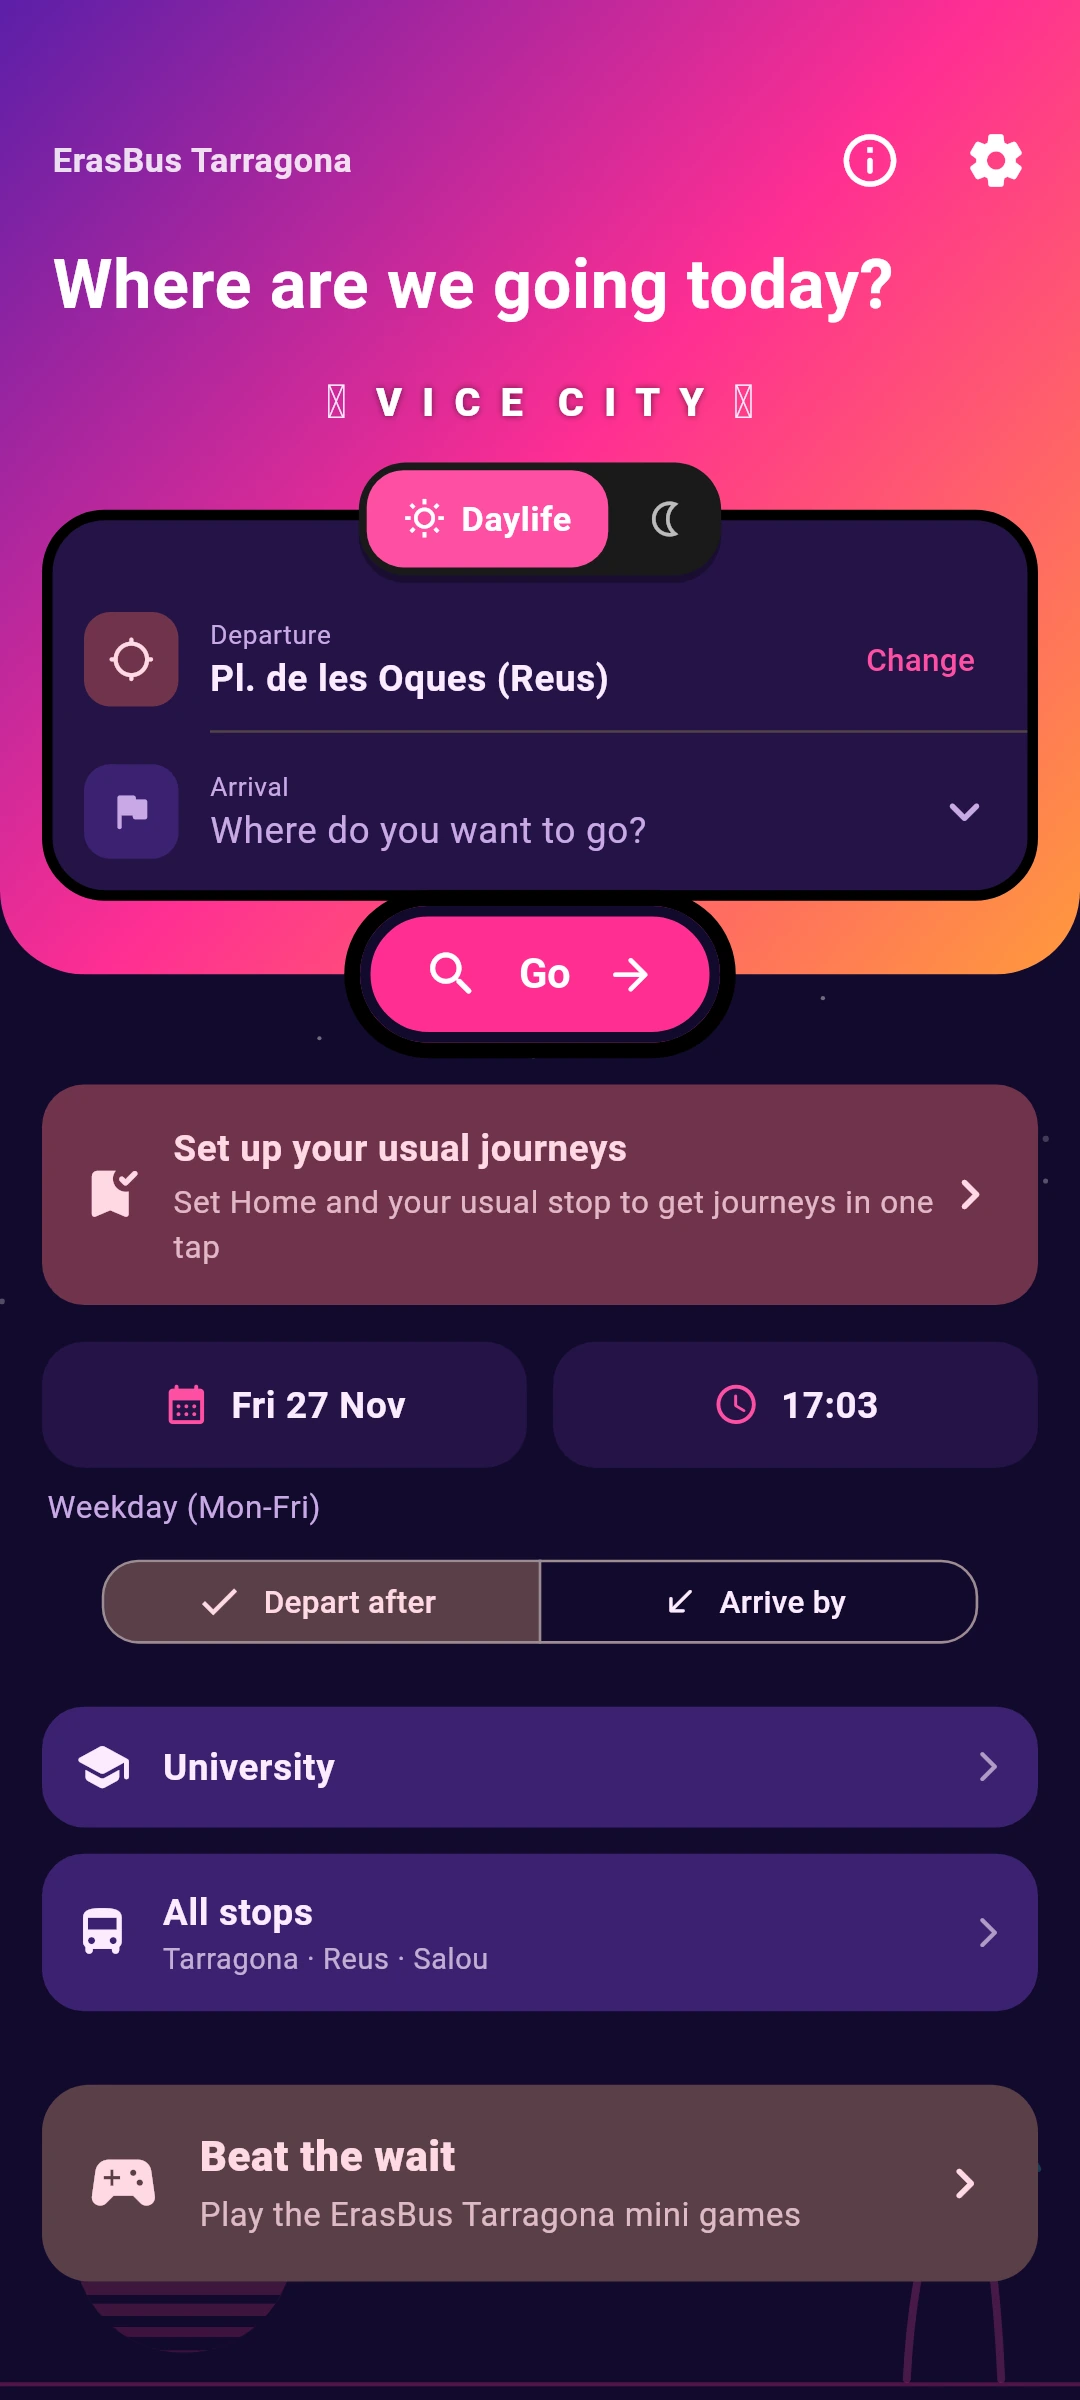 ErasBus Tarragona
Where are we going today?
VICE CITY
Daylife
Departure
Pl. de les Oques (Reus)
Change
Arrival
Where do you want to go?
Go
Set up your usual journeys
Set Home and your usual stop to get journeys in one
tap
Fri 27 Nov
17:03
Weekday (Mon-Fri)
Depart after
Arrive by
University
All stops
Tarragona · Reus · Salou
Beat the wait
Play the ErasBus Tarragona mini games